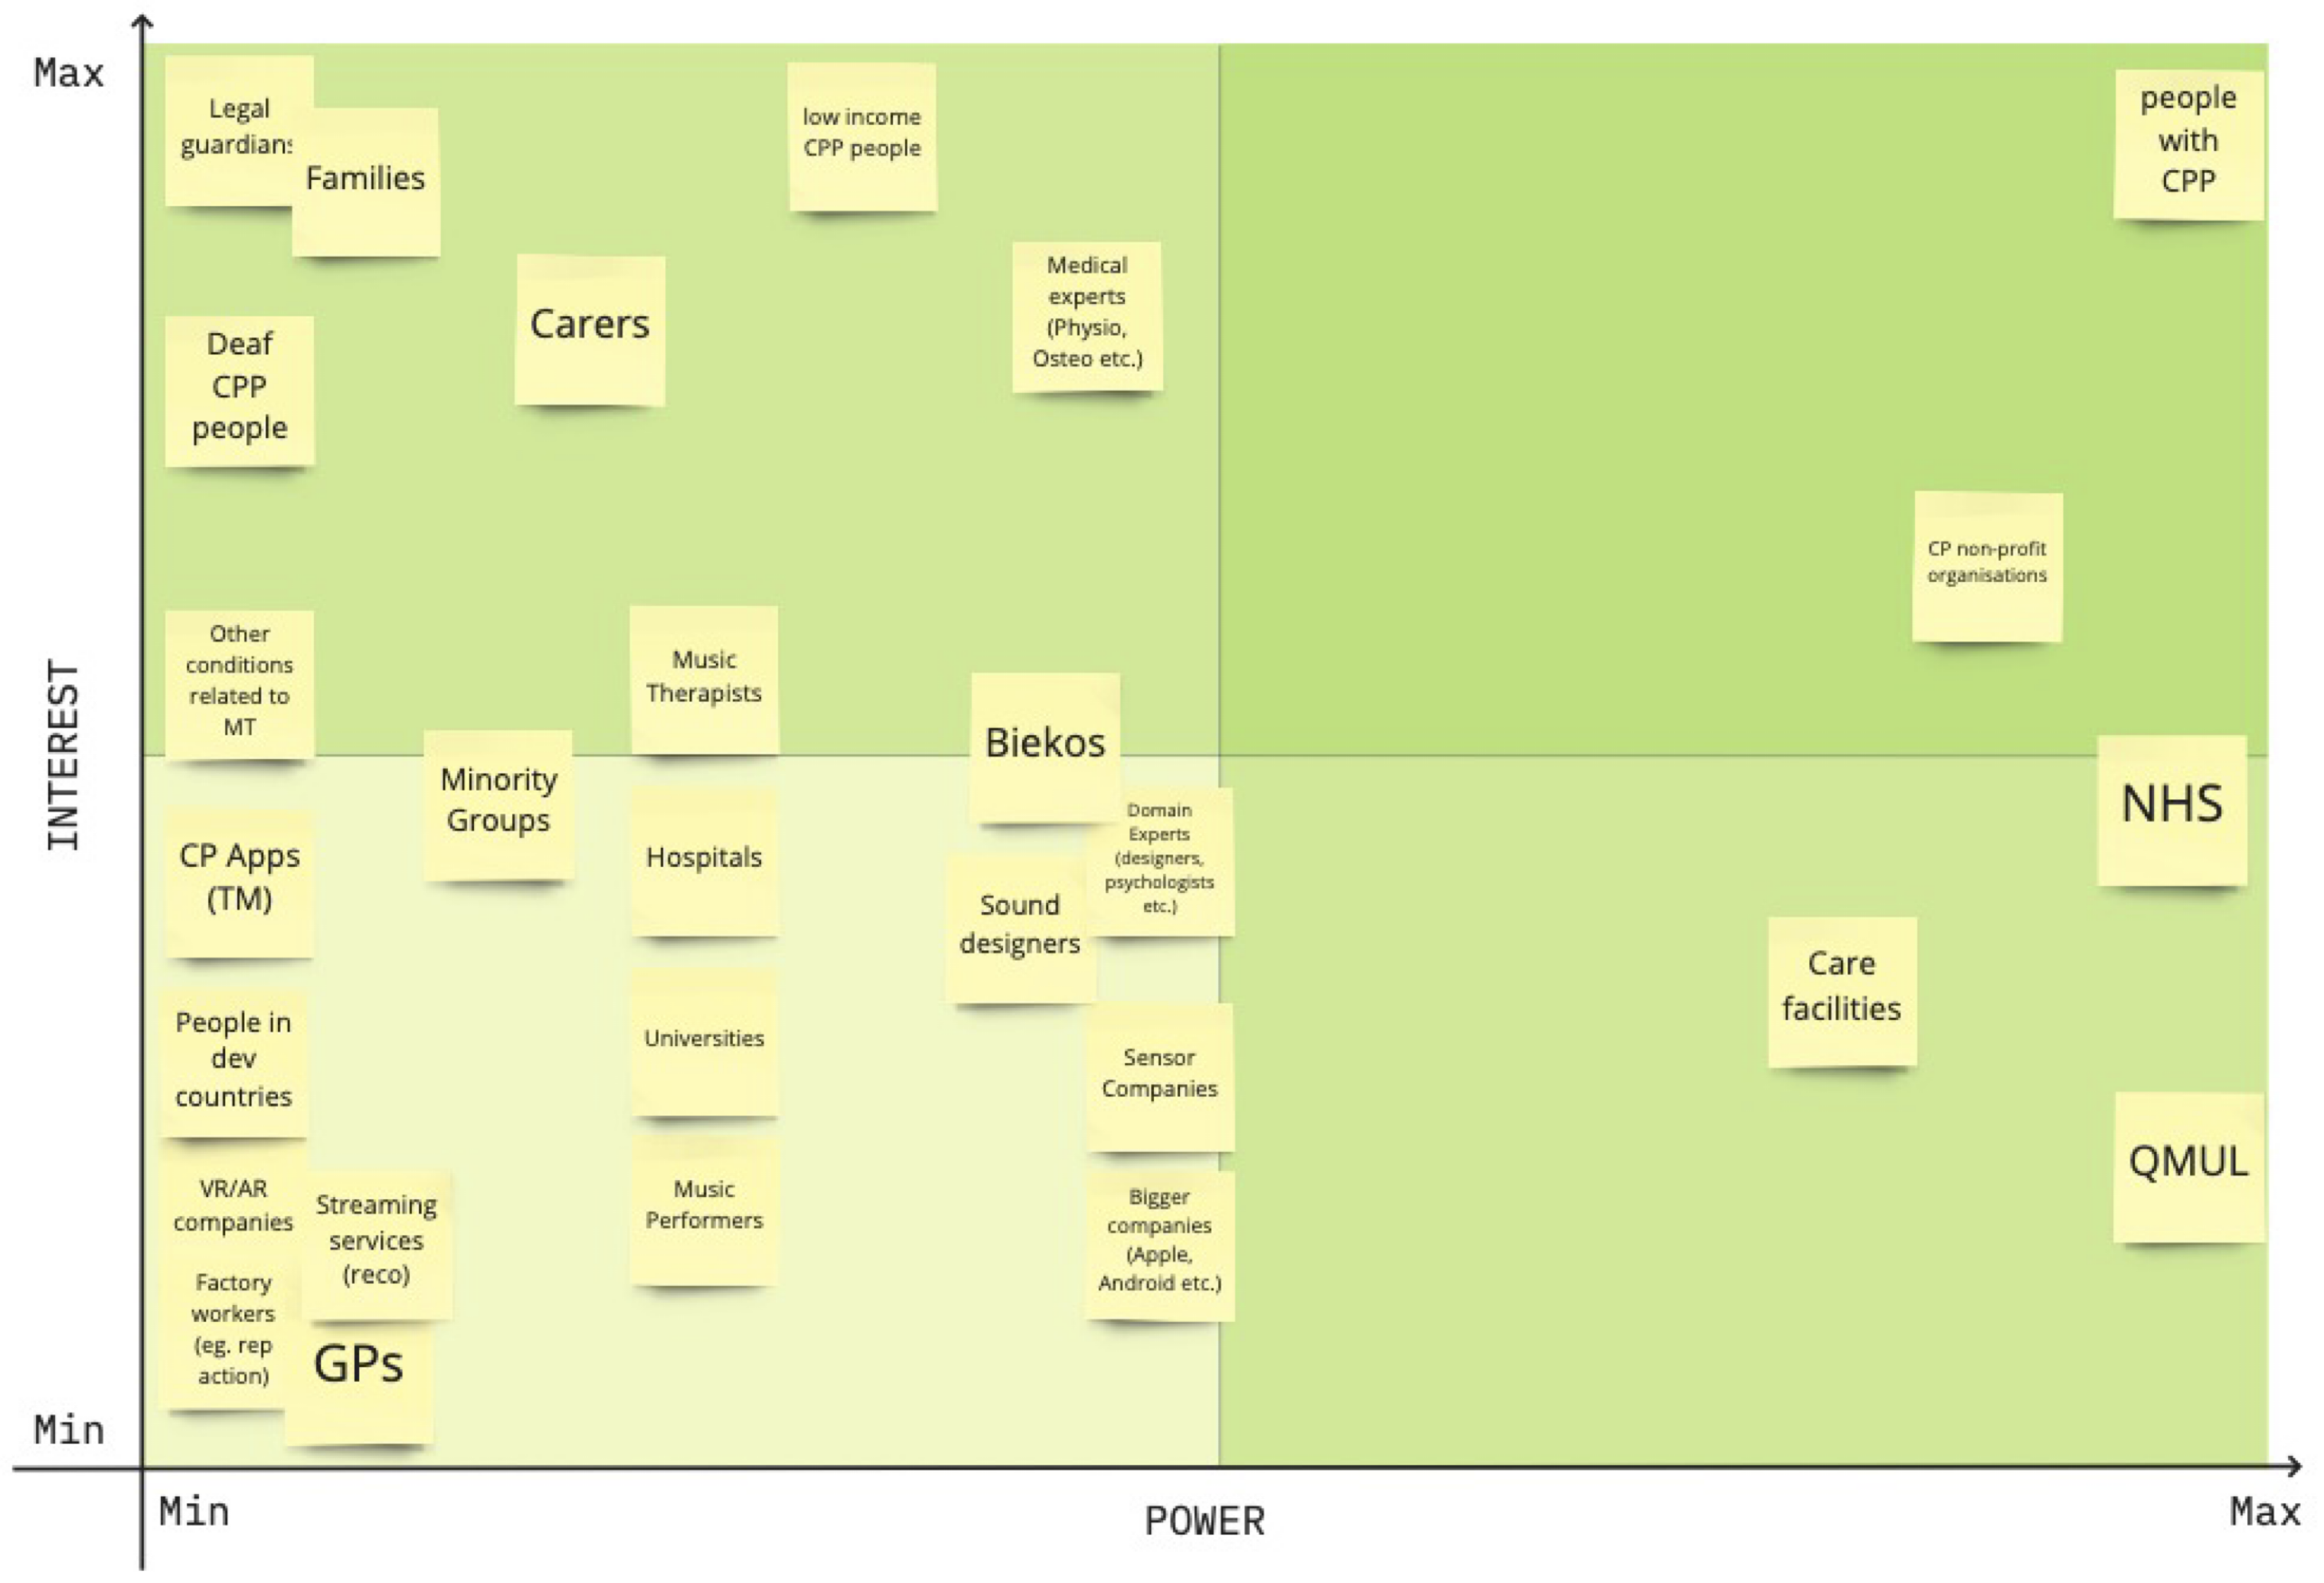 Max
Legal
guardians
Families
low income
CPP people
people
with
CPP
Medical
experts
(Physio,
Osteo etc.)
Carers
Deaf
CPP
people
CP non-profit
organisations
Other
conditions
related to
MT
Music
Therapists
Biekos
INTEREST
Minority
Groups
NHS
CP Apps
(TM)
Hospitals
Domain
Experts
(designers,
psychologists
etc.)
Sound
designers
Care
facilities
People in
dev
countries
Universities
Sensor
Companies
QMUL
VR/AR
companies
Streaming
services
(reco)
Music
Performers
Bigger
companies
(Apple,
Android etc.)
Factory
workers
(eg. rep
action)
GPs
Min
Min
POWER
Max